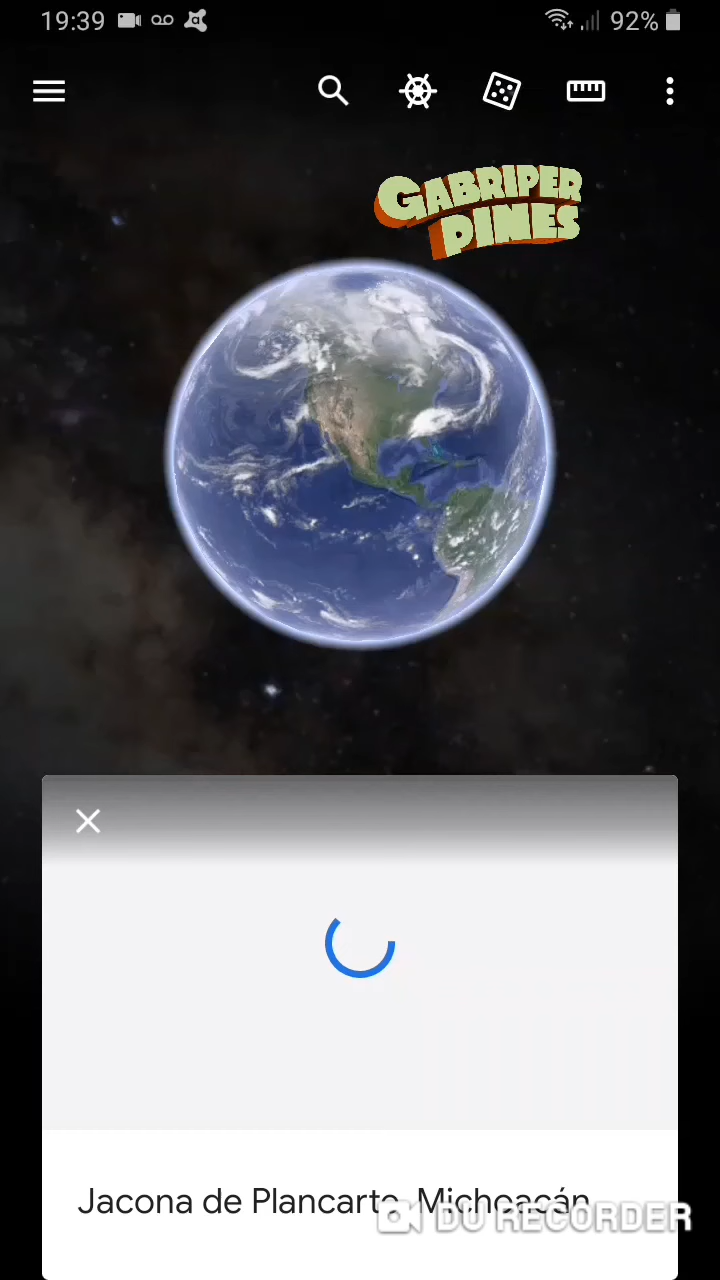 19:39
92%
GABRIPER
PINES
Jacona de Plancarte, Michoacán
DU RECORDER